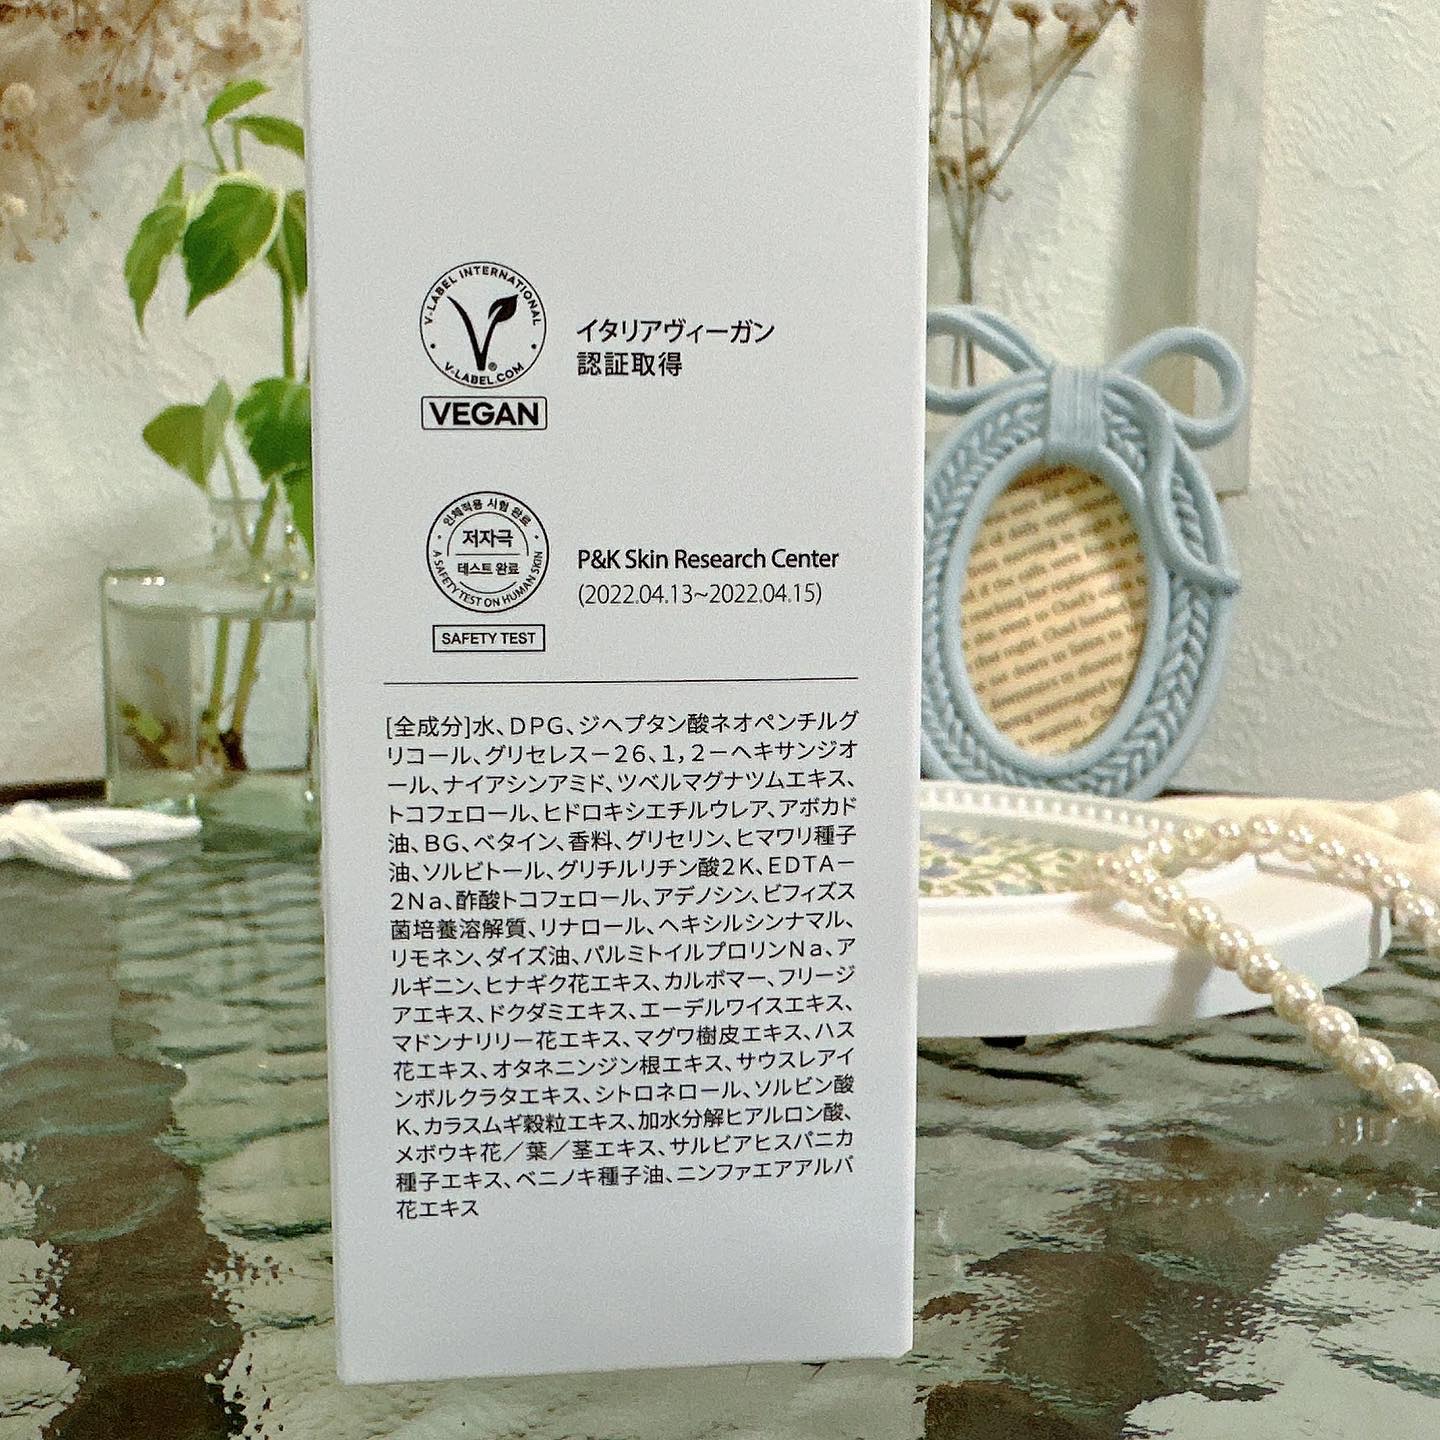 V-LABEL INTERNATIONAL
V-LABEL.COM
VEGAN
イタリアヴィーガン
認証取得
인체적용 시험 완료
저자극
테스트 완료
A SAFETY TEST ON HUMAN SKIN
SAFETY TEST
P&K Skin Research Center
(2022.04.13~2022.04.15)
[全成分]水、DPG、ジヘプタン酸ネオペンチルグ
リコール、グリセレス－26、1,2－ヘキサンジオ
ール、ナイアシンアミド、ツベルマグナツムエキス、
トコフェロール、ヒドロキシエチルウレア、アボカド
油、BG、ベタイン、香料、グリセリン、ヒマワリ種子
油、ソルビトール、グリチルリチン酸2K、EDTA－
2Na、酢酸トコフェロール、アデノシン、ビフィズス
菌培養溶解質、リナロール、ヘキシルシンナマル、
リモネン、ダイズ油、パルミトイルプロリンNa、ア
ルギニン、ヒナギク花エキス、カルボマー、フリージ
アエキス、ドクダミエキス、エーデルワイスエキス、
マドンナリリー花エキス、マグワ樹皮エキス、ハス
花エキス、オタネニンジン根エキス、サウスレアイ
ンボルクラタエキス、シトロネロール、ソルビン酸
K、カラスムギ穀粒エキス、加水分解ヒアルロン酸、
メボウキ花／葉／茎エキス、サルビアヒスパニカ
種子エキス、ベニノキ種子油、ニンファエアアルバ
花エキス